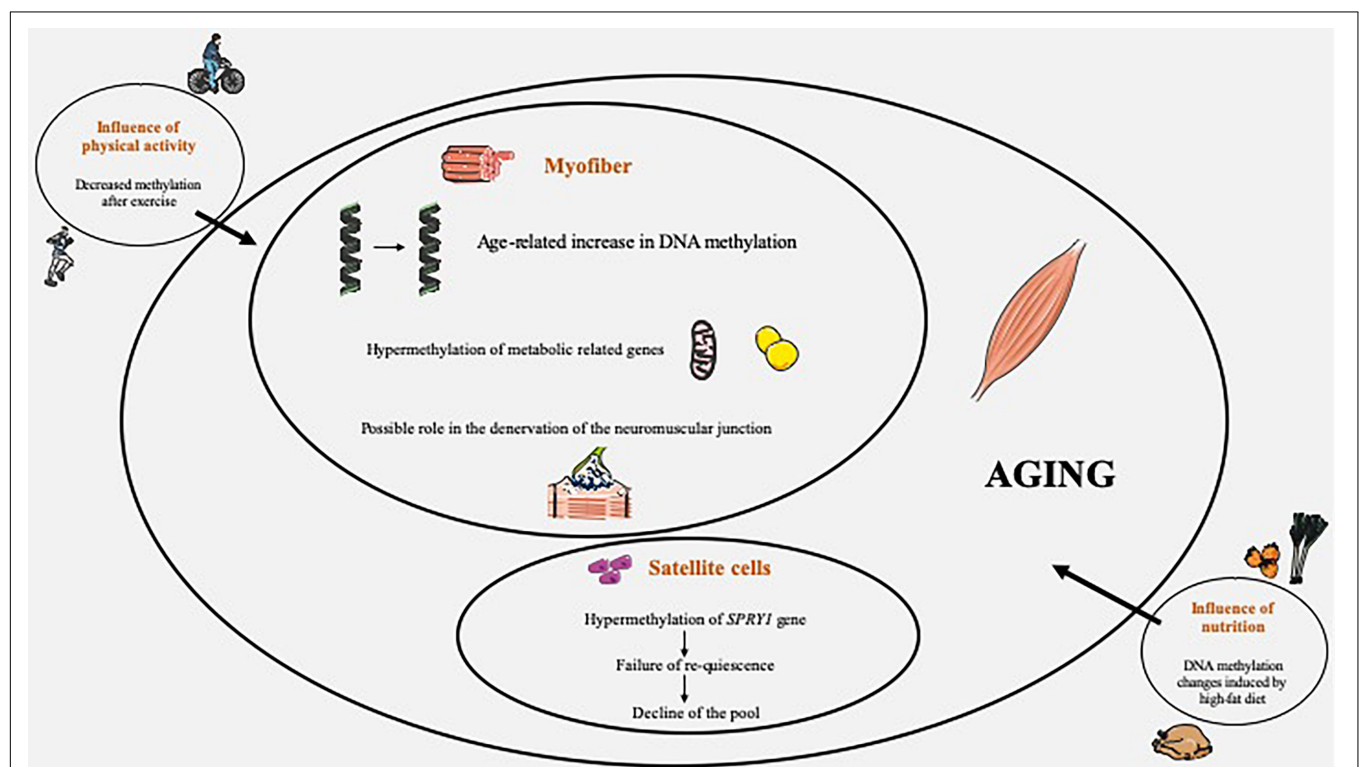 Influence of
physical activity
Decreased methylation
after exercise
Myofiber
Age-related increase in DNA methylation
Hypermethylation of metabolic related genes
Possible role in the denervation of the neuromuscular junction
AGING
Satellite cells
Hypermethylation of SPRY1 gene
Failure of re-quiescence
Decline of the pool
Influence of
nutrition
DNA methylation
changes induced by
high-fat diet